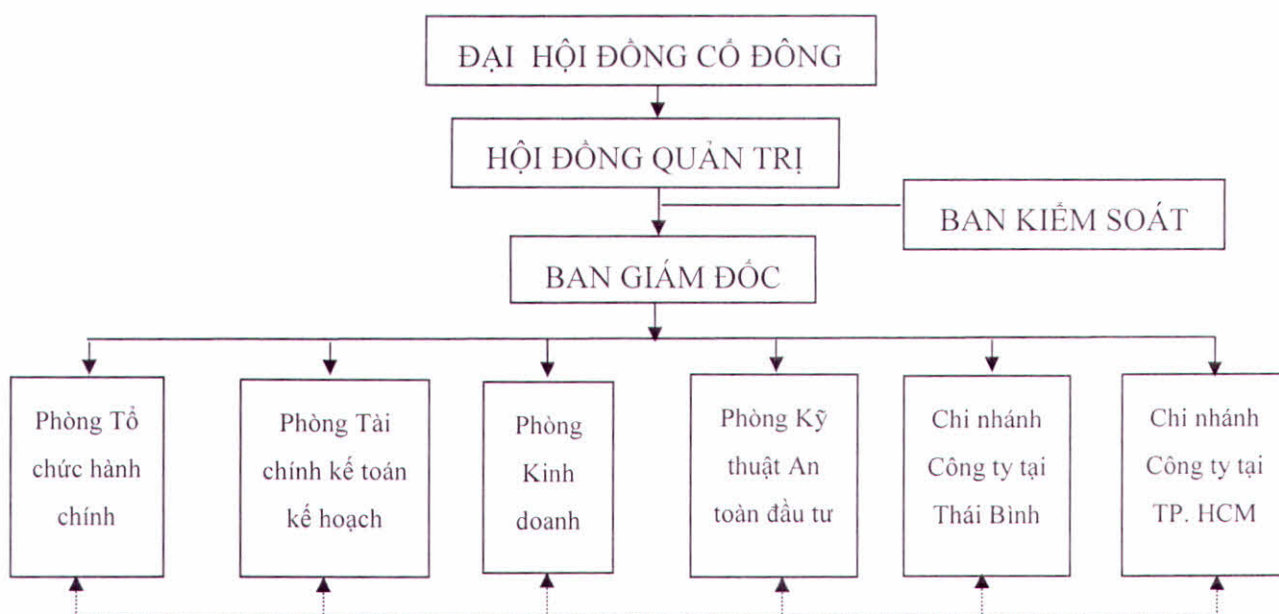 ĐẠI HỘI ĐỒNG CỔ ĐÔNG
HỘI ĐỒNG QUẢN TRỊ
BAN KIỂM SOÁT
BAN GIÁM ĐỐC
Phòng Tổ
chức hành
chính
Phòng Tài
chính kế toán
kế hoạch
Phòng
Kinh
doanh
Phòng Kỹ
thuật An
toàn đầu tư
Chi nhánh
Công ty tại
Thái Bình
Chi nhánh
Công ty tại
TP. HCM